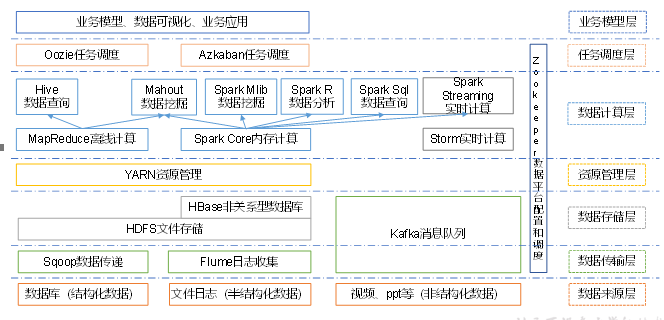 业务模型、数据可视化、业务应用
业务模型层
Oozie任务调度
Azkaban任务调度
任务调度层
Hive
数据查询
Mahout
数据挖掘
Spark Mlib
数据挖掘
Spark R
数据分析
Spark Sql
数据查询
Spark
Streaming
实时计算
数据计算层
MapReduce离线计算
Spark Core内存计算
Storm实时计算
Zookeeper数据平台配置和调度
YARN资源管理
资源管理层
HBase非关系型数据库
HDFS文件存储
Kafka消息队列
数据存储层
Sqoop数据传递
Flume日志收集
数据传输层
数据库（结构化数据）
文件日志（半结构化数据）
视频、ppt等（非结构化数据）
数据来源层